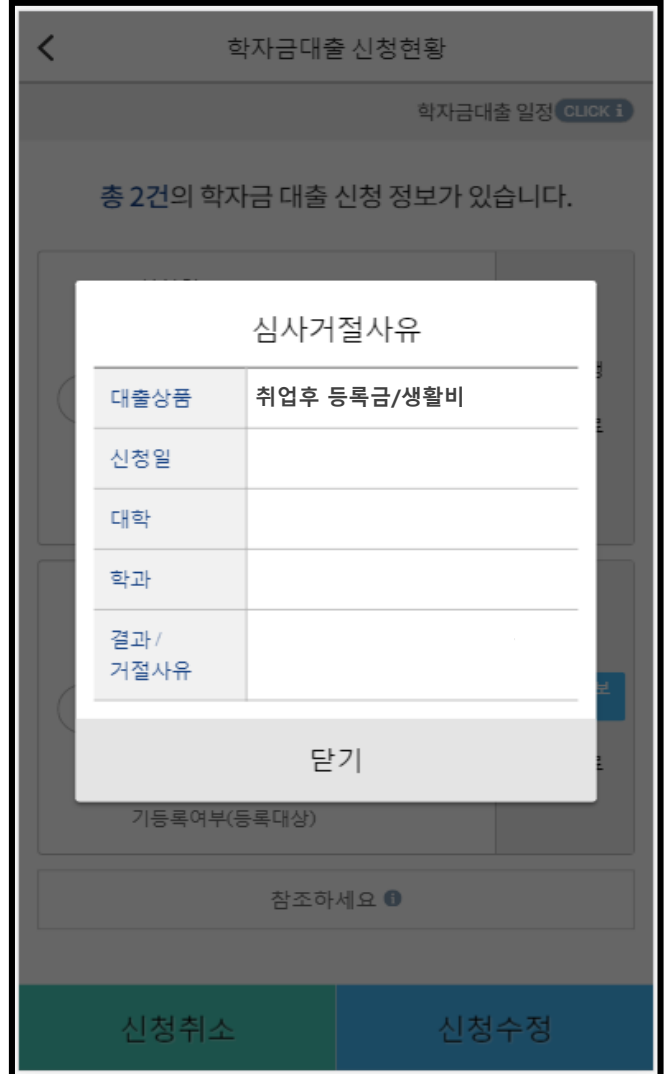 학자금대출 신청현황
학자금대출 일정 CLICK i
총 2건의 학자금 대출 신청 정보가 있습니다.
심사거절사유
대출상품 취업후 등록금/생활비
신청일
대학
학과
결과/
거절사유
보
닫기
기등록여부(등록대상)
참조하세요
신청취소 신청수정